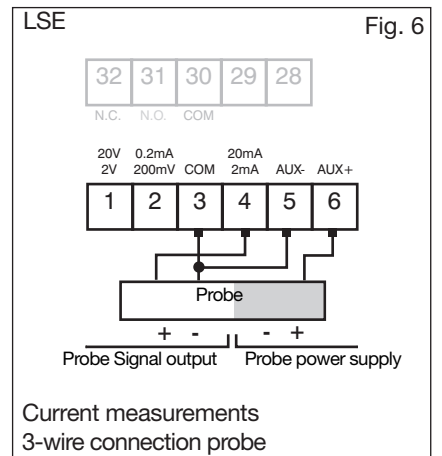 LSE Fig. 6
32 31 30 29 28
N.C. N.O. COM
20V 0.2mA 20mA
2V 200mV COM 2mA AUX- AUX+
1 2 3 4 5 6
Probe
+ - - +
Probe Signal output Probe power supply
Current measurements
3-wire connection probe